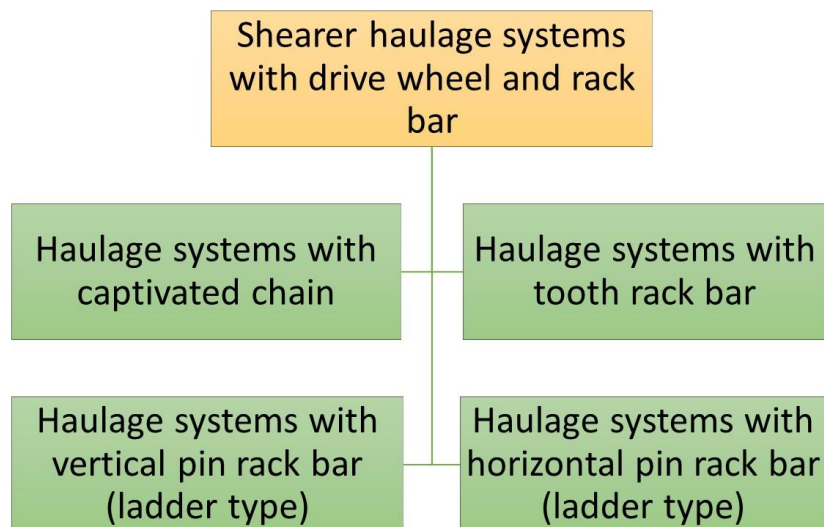 Shearer haulage systems
with drive wheel and rack
bar
Haulage systems with
captivated chain
Haulage systems with
tooth rack bar
Haulage systems with
vertical pin rack bar
(ladder type)
Haulage systems with
horizontal pin rack bar
(ladder type)